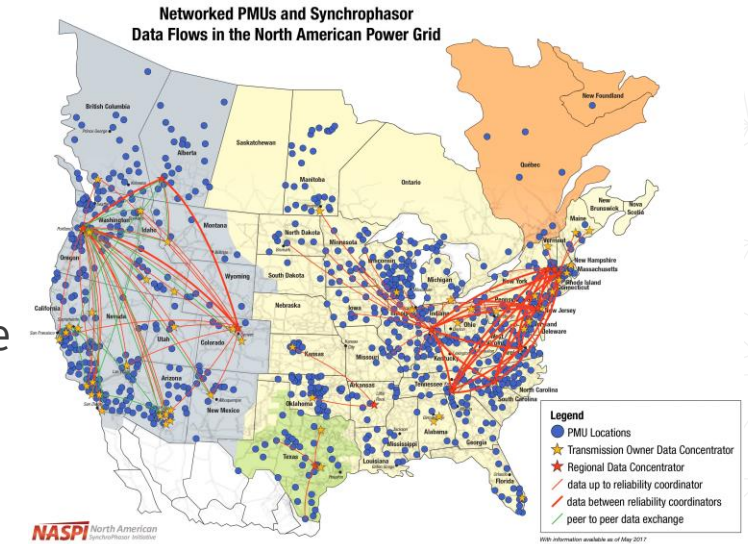 Networked PMUs and Synchrophasor
Data Flows in the North American Power Grid
British Columbia
Prince George
Alberta
Saskatchewan
Manitoba
Ontario
Québec
New Foundland
New
Brunswick
Nova
Scotia
Maine
Vermont
New Hampshire
Massachusetts
Rhode Island
Connecticut
New York
New Jersey
Delaware
Washington
Oregon
Idaho
Montana
Wyoming
North Dakota
South Dakota
Minnesota
Wisconsin
Michigan
Nebraska
Iowa
Indiana
Ohio
California
Nevada
Utah
Colorado
Kansas
Missouri
Kentucky
Arizona
New Mexico
Albuquerque
Oklahoma
Arkansas
Tennessee
North Carolina
South Carolina
Texas
Louisiana
Mississippi
Alabama
Georgia
Florida
e
Legend
PMU Locations
Transmission Owner Data Concentrator
Regional Data Concentrator
data up to reliability coordinator
data between reliability coordinators
peer to peer data exchange
NASPI North American
SynchroPhasor Initiative
With information available as of May 2017